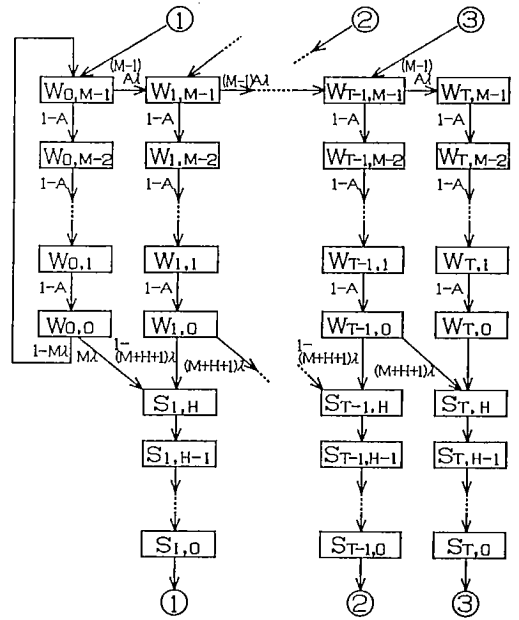 ① ② ③
(M-1) Aλ (M-1)Aλ (M-1) Aλ
W0,M-1 W1,M-1 WT-1,M-1 WT,M-1
1-A 1-A 1-A 1-A
W0,M-2 W1,M-2 WT-1,M-2 WT,M-2
1-A 1-A 1-A 1-A
W0,1 W1,1 WT-1,1 WT,1
1-A 1-A 1-A 1-A
W0,0 W1,0 WT-1,0 WT,0
1-Mλ Mλ 1-(M+H+1)λ (M+H+1)λ 1-(M+H+1)λ (M+H+1)λ
S1,H ST-1,H ST,H
S1,H-1 ST-1,H-1 ST,H-1
S1,0 ST-1,0 ST,0
① ② ③